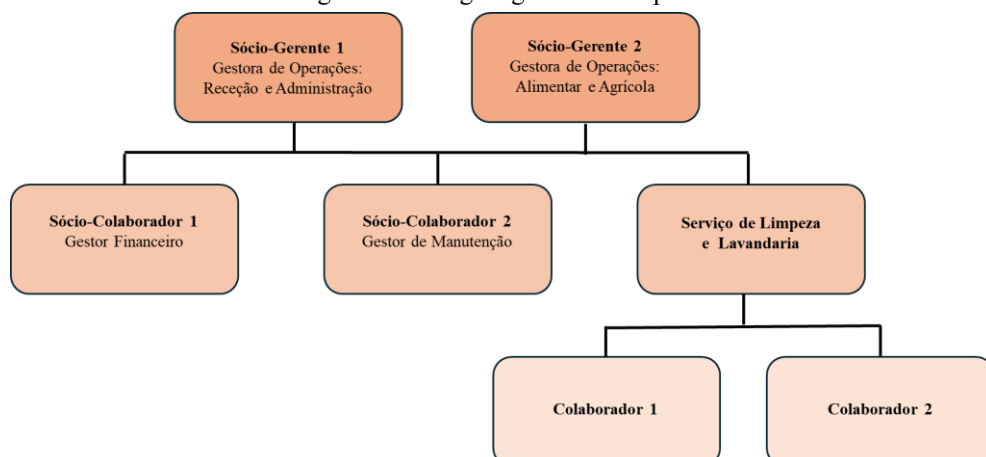 Sócio-Gerente 1
Gestora de Operações:
Receção e Administração
Sócio-Gerente 2
Gestora de Operações:
Alimentar e Agrícola
Sócio-Colaborador 1
Gestor Financeiro
Sócio-Colaborador 2
Gestor de Manutenção
Serviço de Limpeza
e Lavandaria
Colaborador 1
Colaborador 2